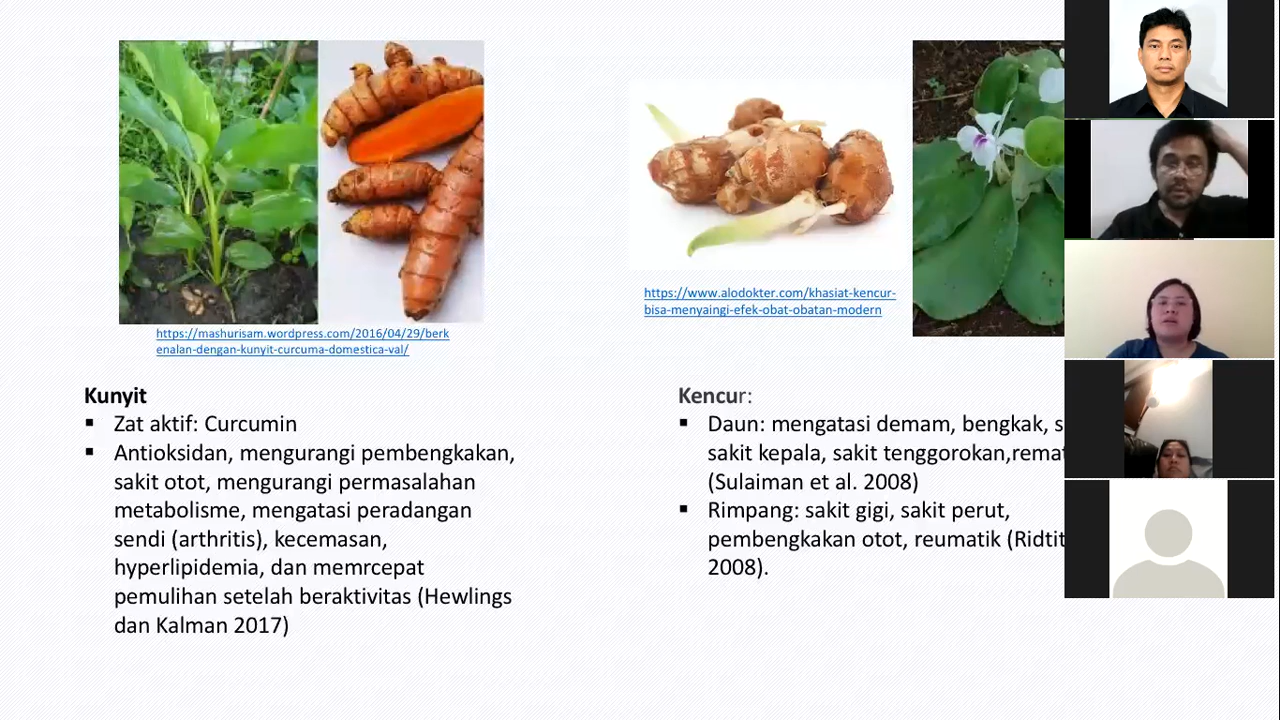 https://mashurisam.wordpress.com/2016/04/29/berk
enalan-dengan-kunyit-curcuma-domestica-val/
Kunyit
▪ Zat aktif: Curcumin
▪ Antioksidan, mengurangi pembengkakan,
sakit otot, mengurangi permasalahan
metabolisme, mengatasi peradangan
sendi (arthritis), kecemasan,
hyperlipidemia, dan memrcepat
pemulihan setelah beraktivitas (Hewlings
dan Kalman 2017)
https://www.alodokter.com/khasiat-kencur-
bisa-menyaingi-efek-obat-obatan-modern
Kencur:
▪ Daun: mengatasi demam, bengkak,
sakit kepala, sakit tenggorokan,
(Sulaiman et al. 2008)
▪ Rimpang: sakit gigi, sakit perut,
pembengkakan otot, reumatik
2008).